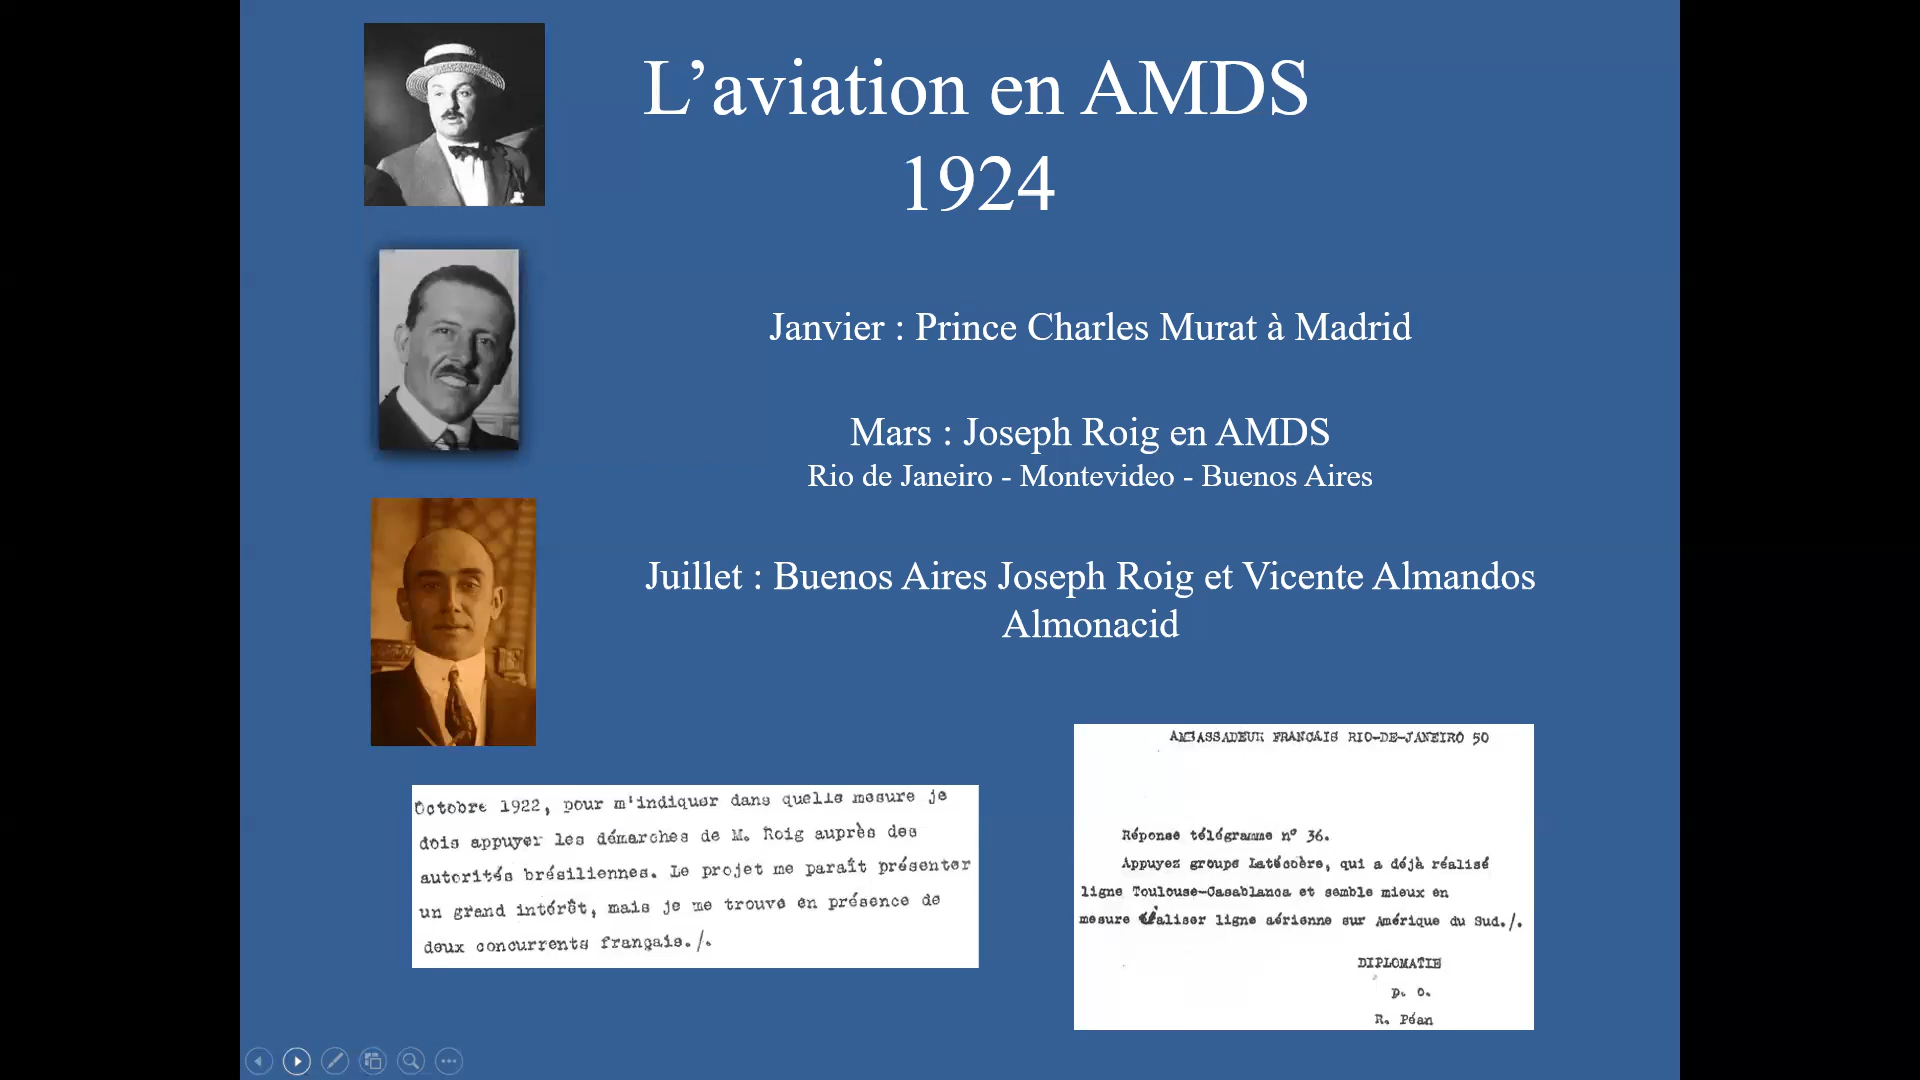 L’aviation en AMDS
1924
Janvier : Prince Charles Murat à Madrid
Mars : Joseph Roig en AMDS
Rio de Janeiro - Montevideo - Buenos Aires
Juillet : Buenos Aires Joseph Roig et Vicente Almandos
Almonacid
Octobre 1922, pour m'indiquer dans quelle mesure je
dois appuyer les démarches de M. Roig auprès des
autorités brésiliennes. Le projet me paraît présenter
un grand intérêt, mais je me trouve en présence de
deux concurrents français./.
AMBASSADEUR FRANCAIS RIO-DE-JANEIRO 50
Réponse télégramme n° 36.
Appuyez groupe Latécoère, qui a déjà réalisé
ligne Toulouse-Casablanca et semble mieux en
mesure réaliser ligne aérienne sur Amérique du Sud./.
DIPLOMATIE
p. o.
R. Péan